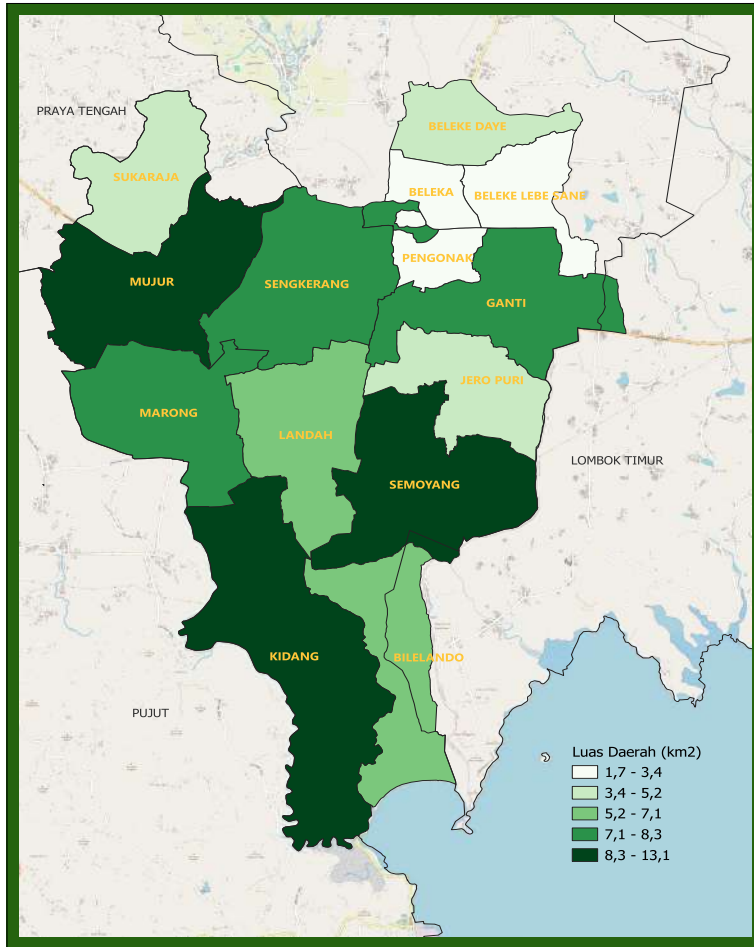 PRAYA TENGAH
BELEKE DAYE
SUKARAJA
BELEKA
BELEKE LEBE SANE
PENGONAK
MUJUR
SENGKERANG
GANTI
JERO PURI
MARONG
LANDAH
LOMBOK TIMUR
SEMOYANG
KIDANG
BILELANDO
PUJUT
Luas Daerah (km2)
1,7 - 3,4
3,4 - 5,2
5,2 - 7,1
7,1 - 8,3
8,3 - 13,1